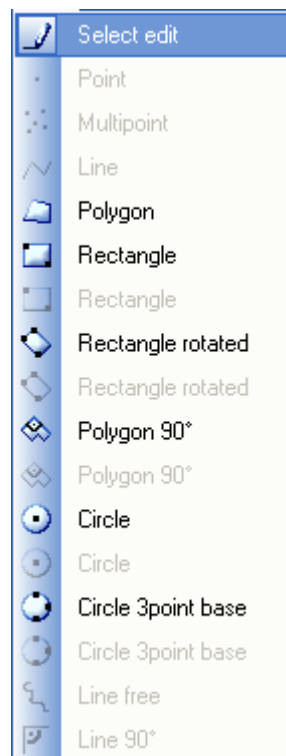 Select edit
Point
Multipoint
Line
Polygon
Rectangle
Rectangle
Rectangle rotated
Rectangle rotated
Polygon 90°
Polygon 90°
Circle
Circle
Circle 3point base
Circle 3point base
Line free
Line 90°